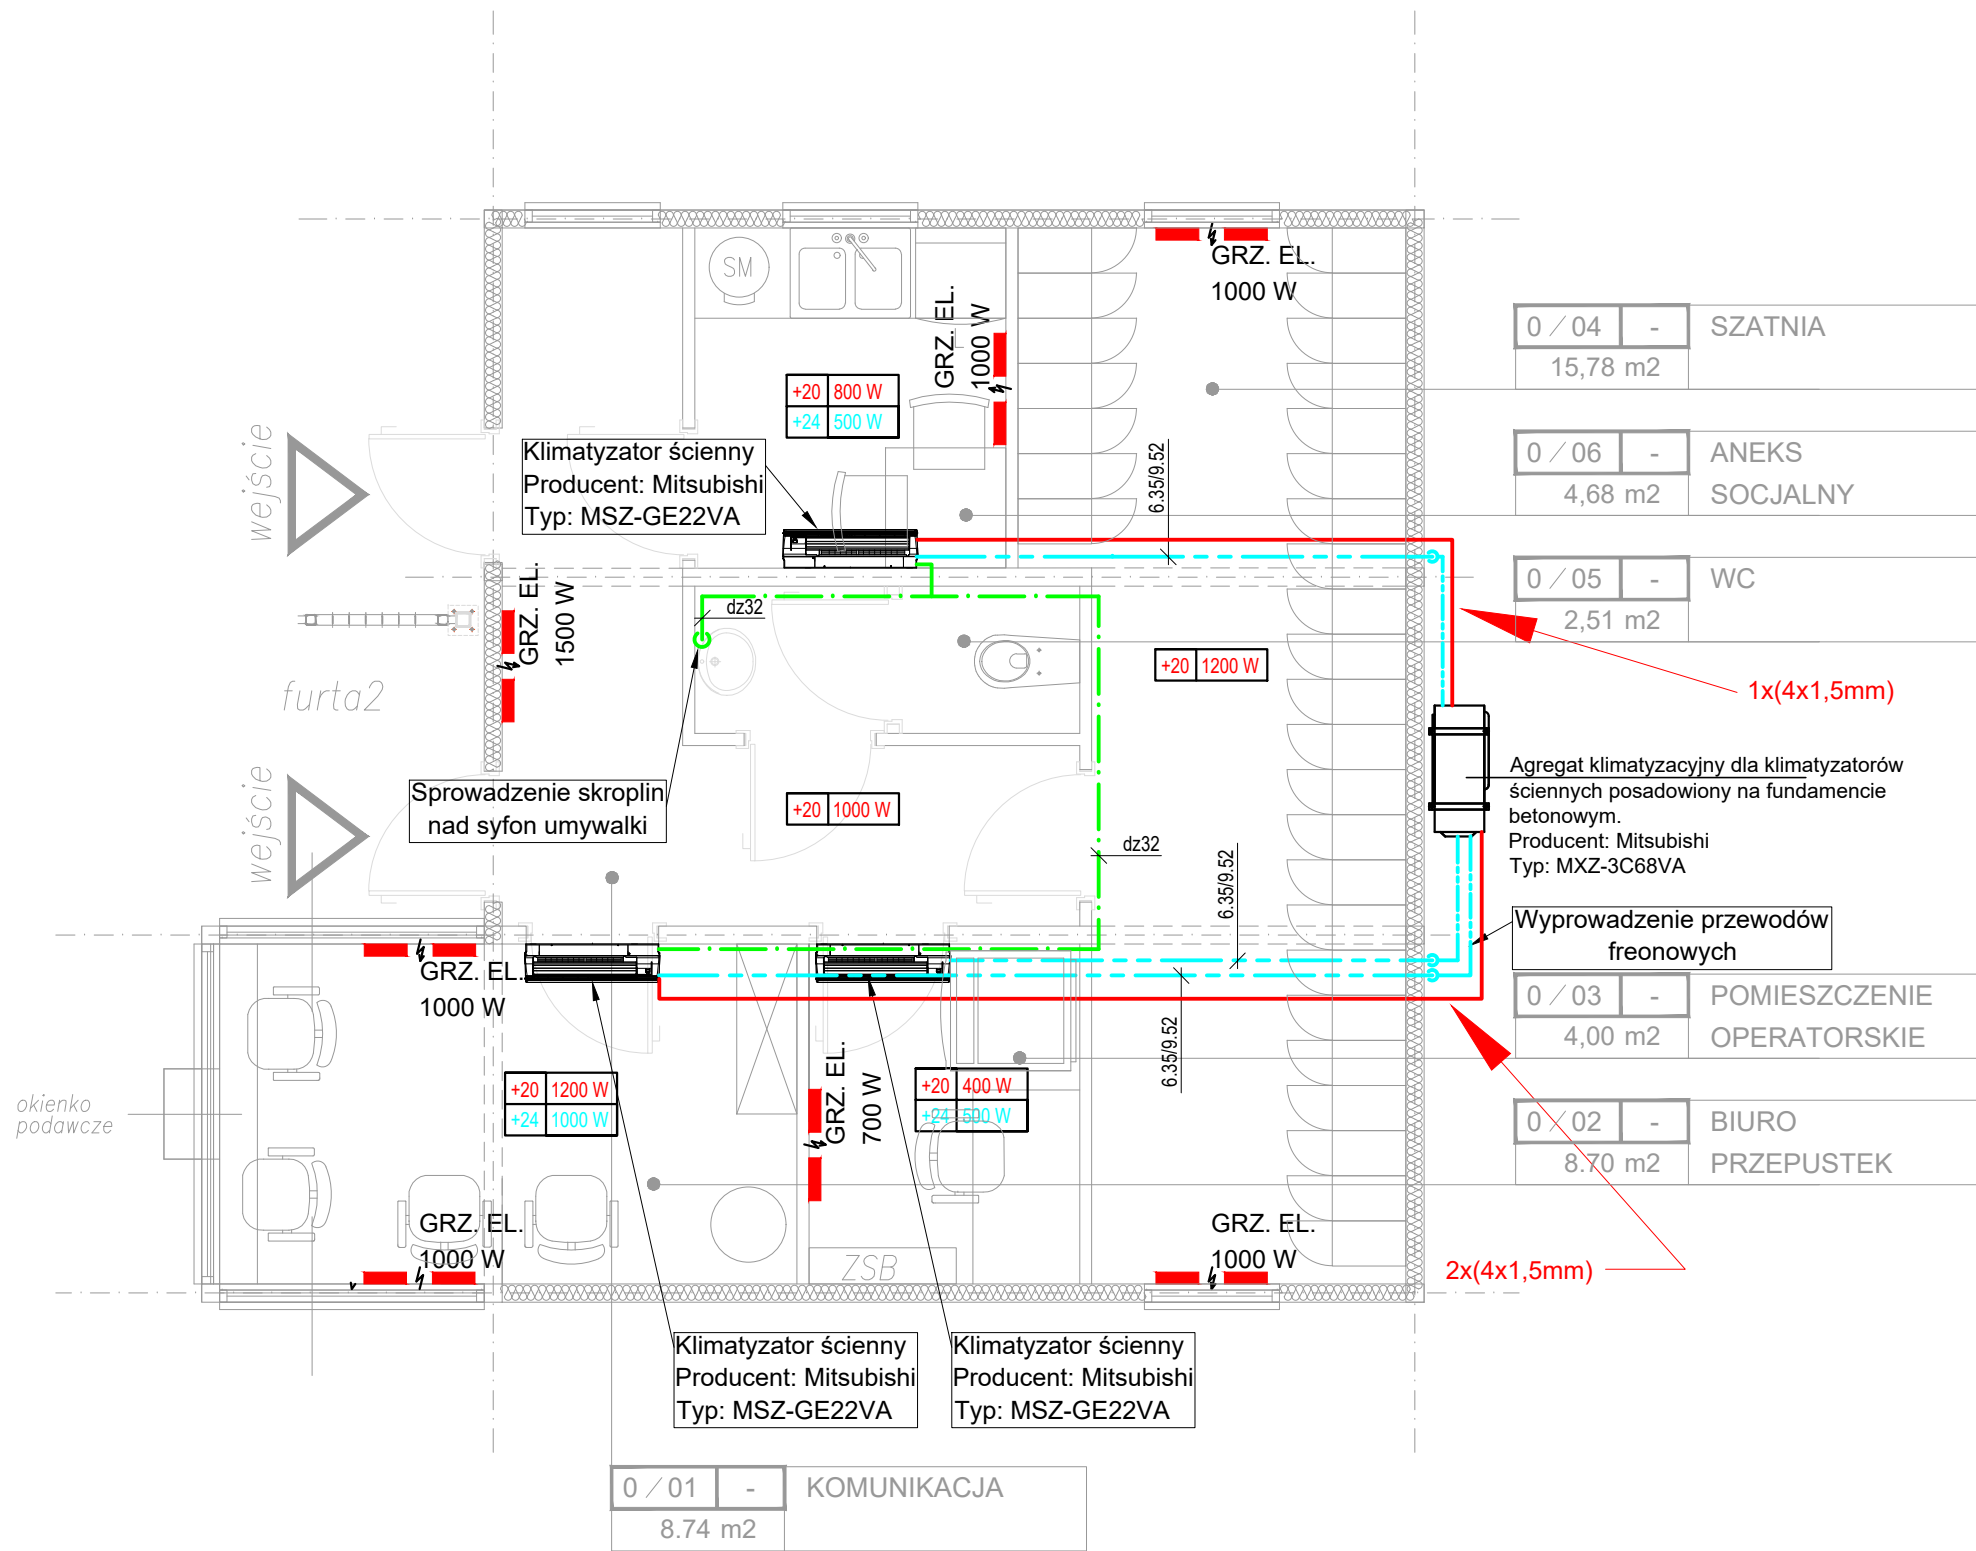 SM
GRZ. EL.
1000 W
GRZ. EL.
1000 W
0 / 04 - SZATNIA
15,78 m2
+20 800 W
+24 500 W
wejście
Klimatyzator ścienny
Producent: Mitsubishi
Typ: MSZ-GE22VA
6.35/9.52
0 / 06 - ANEKS
4,68 m2 SOCJALNY
GRZ. EL.
1500 W
dz32
0 / 05 - WC
2,51 m2
+20 1200 W
furta2
1x(4x1,5mm)
wejście
Sprowadzenie skroplin
nad syfon umywalki
+20 1000 W
dz32
Agregat klimatyzacyjny dla klimatyzatorów
ściennych posadowiony na fundamencie
betonowym.
Producent: Mitsubishi
Typ: MXZ-3C68VA
6.35/9.52
Wyprowadzenie przewodów
freonowych
GRZ. EL.
1000 W
0 / 03 - POMIESZCZENIE
4,00 m2 OPERATORSKIE
6.35/9.52
GRZ. EL.
700 W
+20 1200 W
+24 1000 W
+20 400 W
+24 500 W
okienko
podawcze
0 / 02 - BIURO
8.70 m2 PRZEPUSTEK
GRZ. EL.
1000 W
ZSB
GRZ. EL.
1000 W
2x(4x1,5mm)
Klimatyzator ścienny
Producent: Mitsubishi
Typ: MSZ-GE22VA
Klimatyzator ścienny
Producent: Mitsubishi
Typ: MSZ-GE22VA
0 / 01 - KOMUNIKACJA
8.74 m2